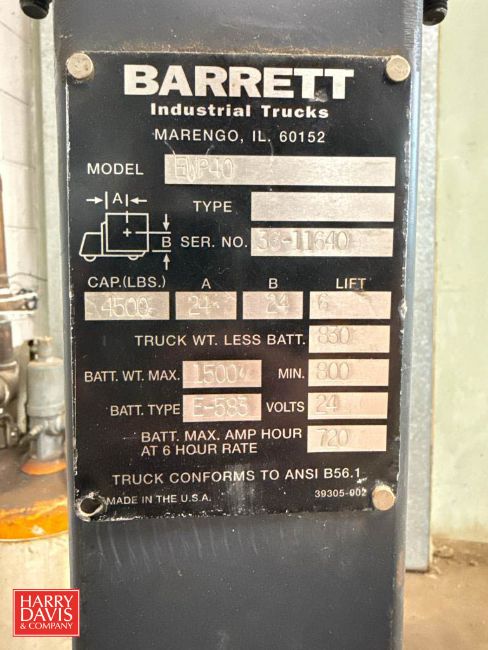 BARRETT
Industrial Trucks
MARENGO, IL. 60152
MODEL EWP40
TYPE
A
B SER. NO. 36-11640
CAP.(LBS.) A B LIFT
4500 24 24 6
TRUCK WT. LESS BATT. 830
BATT. WT. MAX. 1500 MIN. 800
BATT. TYPE E-583 VOLTS 24
BATT. MAX. AMP HOUR
AT 6 HOUR RATE 720
TRUCK CONFORMS TO ANSI B56.1
MADE IN THE U.S.A. 39305-002
HARRY
DAVIS
& COMPANY